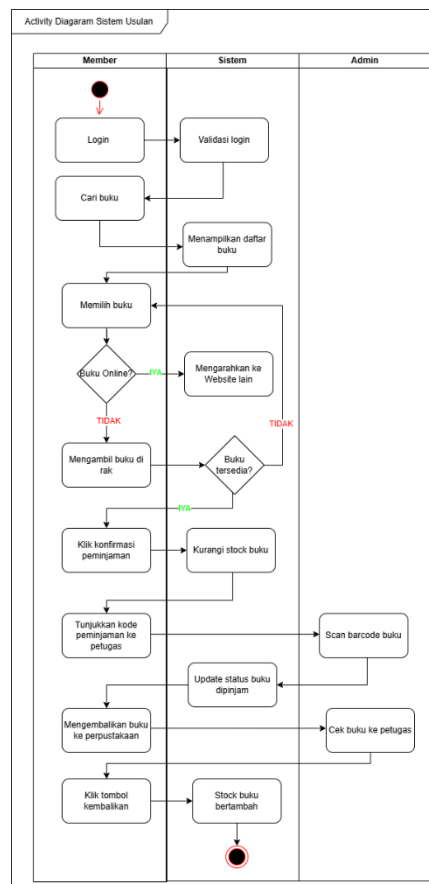 Activity Diagaram Sistem Usulan
Member
Sistem
Admin
Login
Validasi login
Cari buku
Menampilkan daftar
buku
Memilih buku
Buku Online?
IYA
Mengarahkan ke
Website lain
TIDAK
TIDAK
Mengambil buku di
rak
Buku
tersedia?
IYA
Klik konfirmasi
peminjaman
Kurangi stock buku
Tunjukkan kode
peminjaman ke
petugas
Scan barcode buku
Update status buku
dipinjam
Mengembalikan buku
ke perpustakaan
Cek buku ke petugas
Klik tombol
kembalikan
Stock buku
bertambah